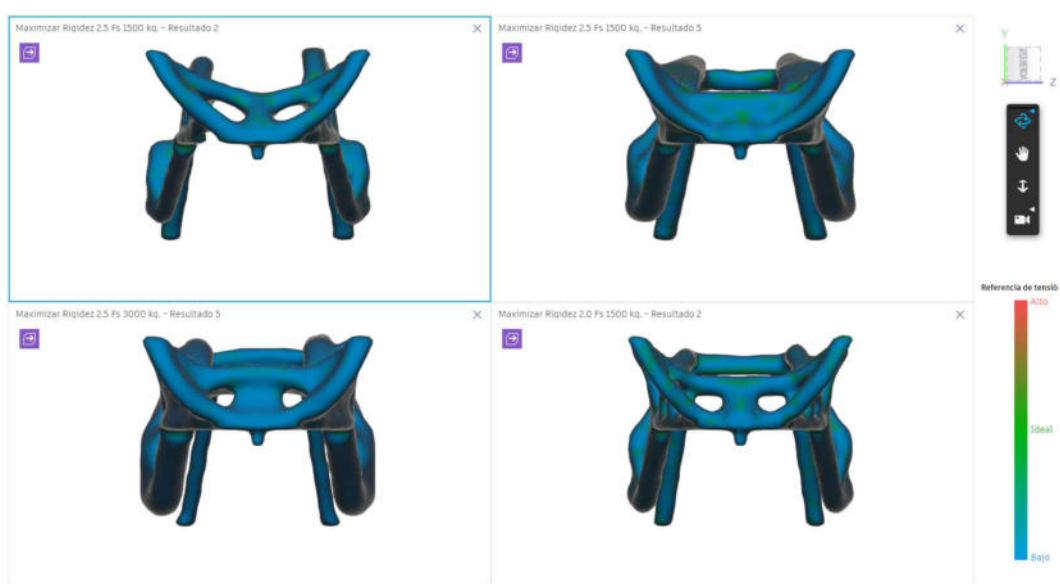 Maximizar Rigidez 2.5 Fs 1500 kg. - Resultado 2
Maximizar Rigidez 2.5 Fs 1500 kg. - Resultado 5
Maximizar Rigidez 2.5 Fs 3000 kg. - Resultado 5
Maximizar Rigidez 2.0 Fs 1500 kg. - Resultado 2
Y
X
Z
Referencia de tensió
Alto
Ideal
Bajo